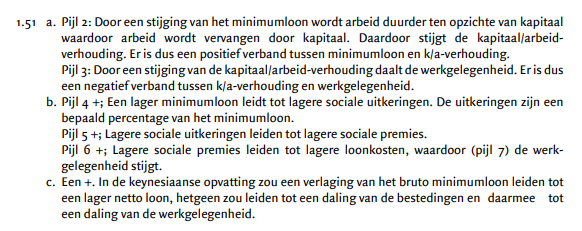 1.51 a. Pijl 2: Door een stijging van het minimumloon wordt arbeid duurder ten opzichte van kapitaal
waardoor arbeid wordt vervangen door kapitaal. Daardoor stijgt de kapitaal/arbeid-
verhouding. Er is dus een positief verband tussen minimumloon en k/a-verhouding.
Pijl 3: Door een stijging van de kapitaal/arbeid-verhouding daalt de werkgelegenheid. Er is dus
een negatief verband tussen k/a-verhouding en werkgelegenheid.
b. Pijl 4 +; Een lager minimumloon leidt tot lagere sociale uitkeringen. De uitkeringen zijn een
bepaald percentage van het minimumloon.
Pijl 5 +; Lagere sociale uitkeringen leiden tot lagere sociale premies.
Pijl 6 +; Lagere sociale premies leiden tot lagere loonkosten, waardoor (pijl 7) de werk-
gelegenheid stijgt.
c. Een +. In de keynesiaanse opvatting zou een verlaging van het bruto minimumloon leiden tot
een lager netto loon, hetgeen zou leiden tot een daling van de bestedingen en daarmee tot
een daling van de werkgelegenheid.